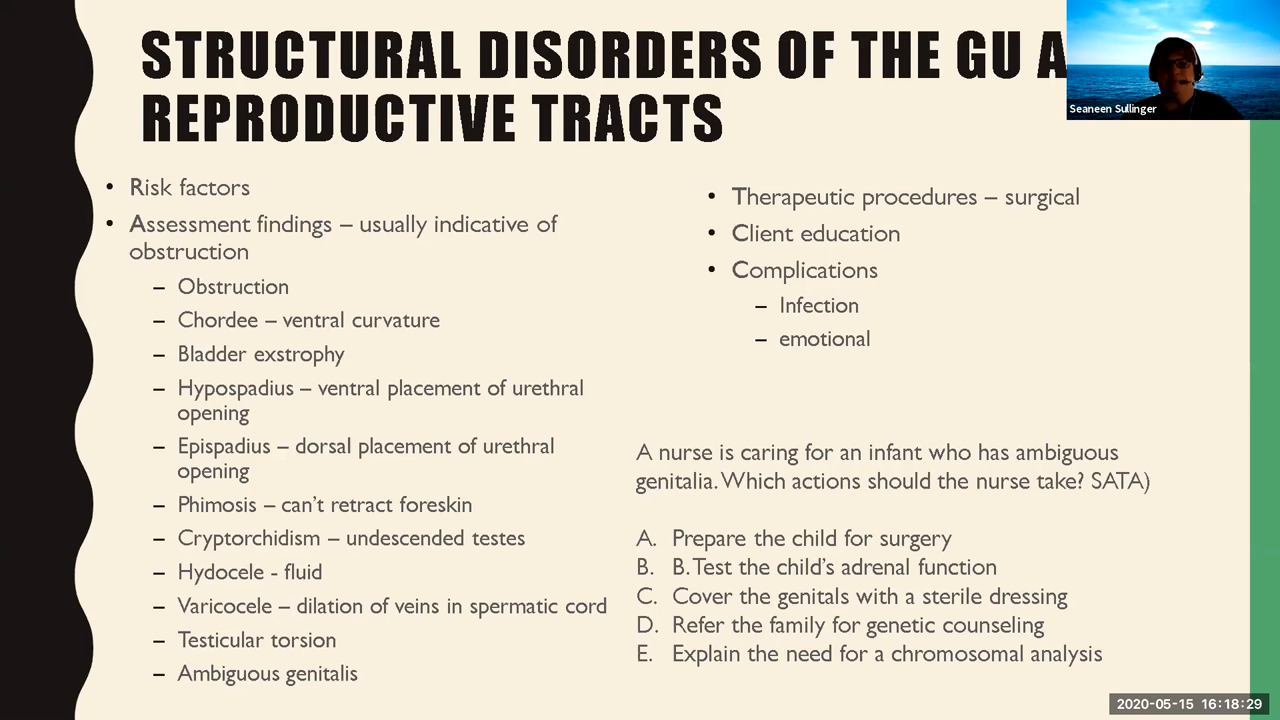 STRUCTURAL DISORDERS OF THE GU A
REPRODUCTIVE TRACTS
Seaneen Sullinger
• Risk factors
• Assessment findings – usually indicative of
obstruction
– Obstruction
– Chordee – ventral curvature
– Bladder exstrophy
– Hypospadius – ventral placement of urethral
opening
– Epispadius – dorsal placement of urethral
opening
– Phimosis – can't retract foreskin
– Cryptorchidism – undescended testes
– Hydocele - fluid
– Varicocele – dilation of veins in spermatic cord
– Testicular torsion
– Ambiguous genitalis
• Therapeutic procedures – surgical
• Client education
• Complications
– Infection
– emotional
A nurse is caring for an infant who has ambiguous
genitalia. Which actions should the nurse take? SATA)
A. Prepare the child for surgery
B. B. Test the child's adrenal function
C. Cover the genitals with a sterile dressing
D. Refer the family for genetic counseling
E. Explain the need for a chromosomal analysis
2020-05-15 16:18:29